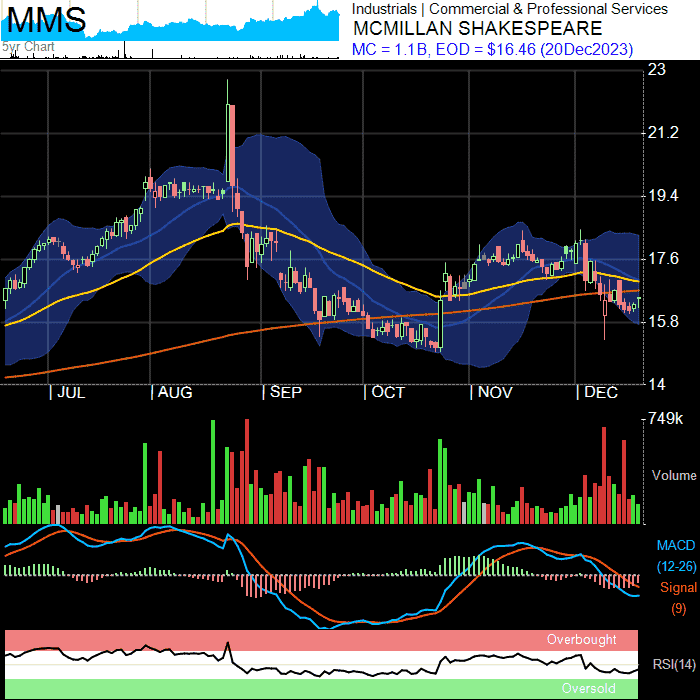 MMS
5yr Chart
Industrials | Commercial & Professional Services
MCMILLAN SHAKESPEARE
MC = 1.1B, EOD = $16.46 (20Dec2023)
23
21.2
19.4
17.6
15.8
14
| JUL | AUG | SEP | OCT | NOV | DEC
749k
Volume
MACD
(12-26)
Signal
(9)
Overbought
RSI(14)
Oversold